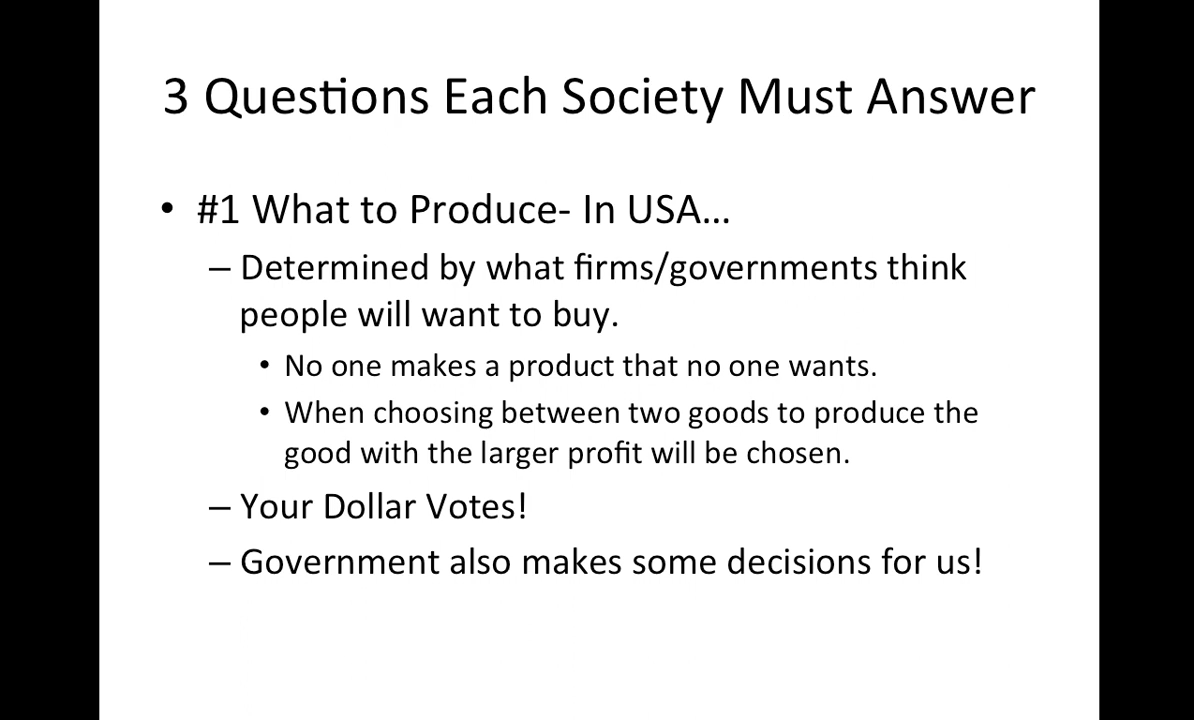 3 Questions Each Society Must Answer
• #1 What to Produce- In USA…
– Determined by what firms/governments think
people will want to buy.
• No one makes a product that no one wants.
• When choosing between two goods to produce the
good with the larger profit will be chosen.
– Your Dollar Votes!
– Government also makes some decisions for us!